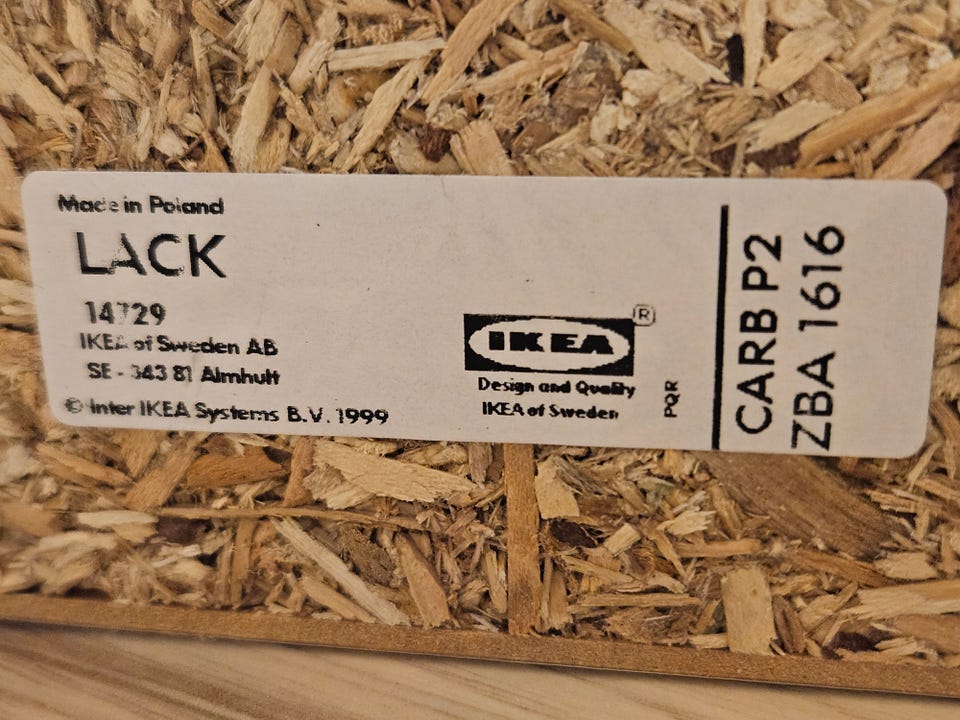 Made in Poland
LACK
14729
IKEA of Sweden AB
SE - 343 81 Almhult
© Inter IKEA Systems B.V. 1999
IKEA ®
Design and Quality
IKEA of Sweden
PQR
CARB P2
ZBA 1616